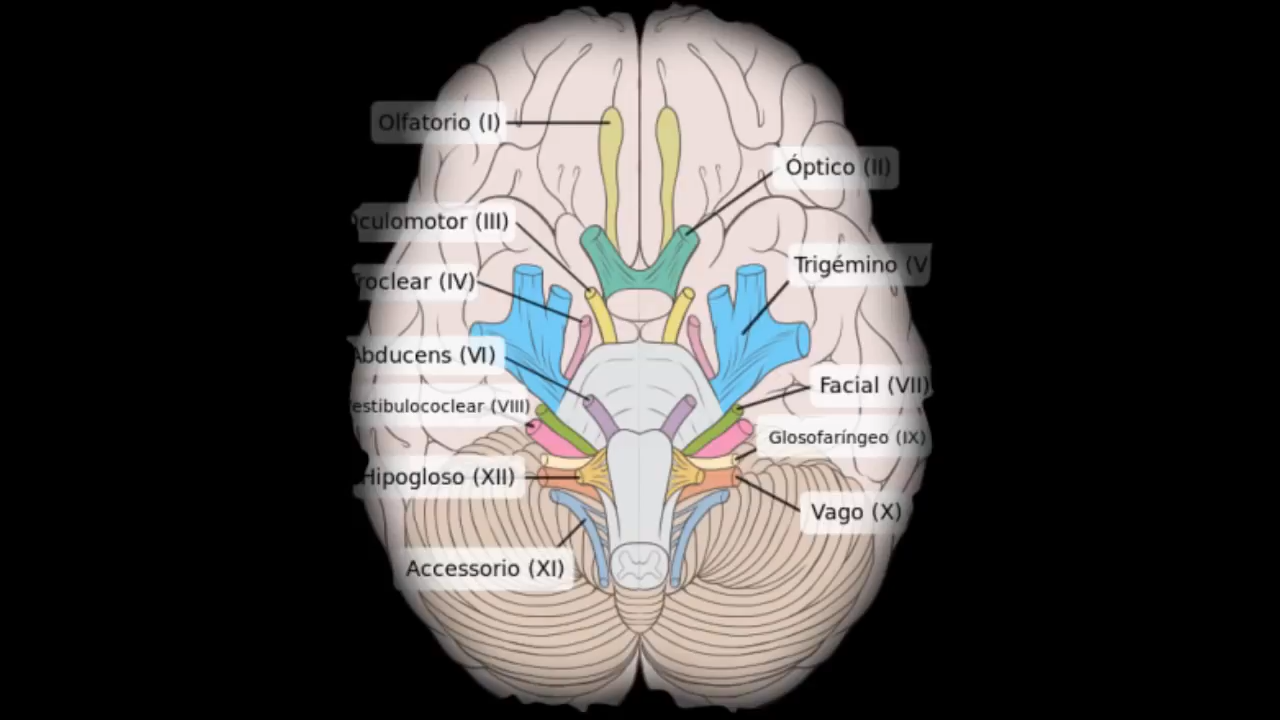 Olfatorio (I)
Óptico (II)
culomotor (III)
Trigémino (V
roclear (IV)
Abducens (VI)
Facial (VII)
estibulococlear (VIII)
Glosofaríngeo (IX)
Hipogloso (XII)
Vago (X)
Accessorio (XI)